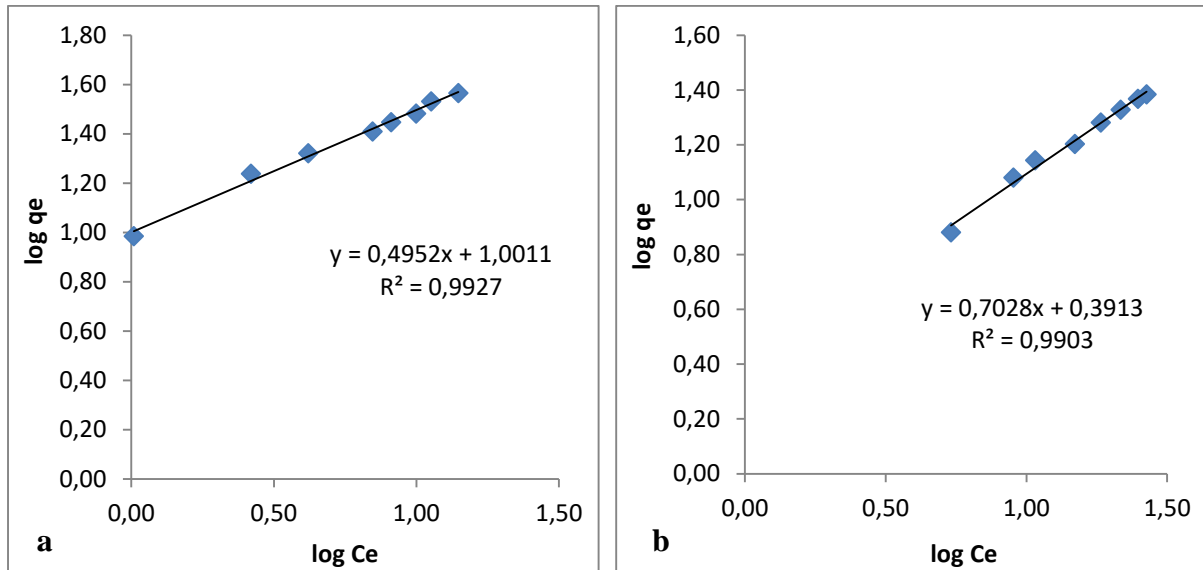 1,80
1,60
1,40
1,20
1,00
0,80
0,60
0,40
0,20
0,00
log qe
y = 0,4952x + 1,0011
R² = 0,9927
0,00 0,50 1,00 1,50
log Ce
a
1,60
1,40
1,20
1,00
0,80
0,60
0,40
0,20
0,00
log qe
y = 0,7028x + 0,3913
R² = 0,9903
0,00 0,50 1,00 1,50
log Ce
b